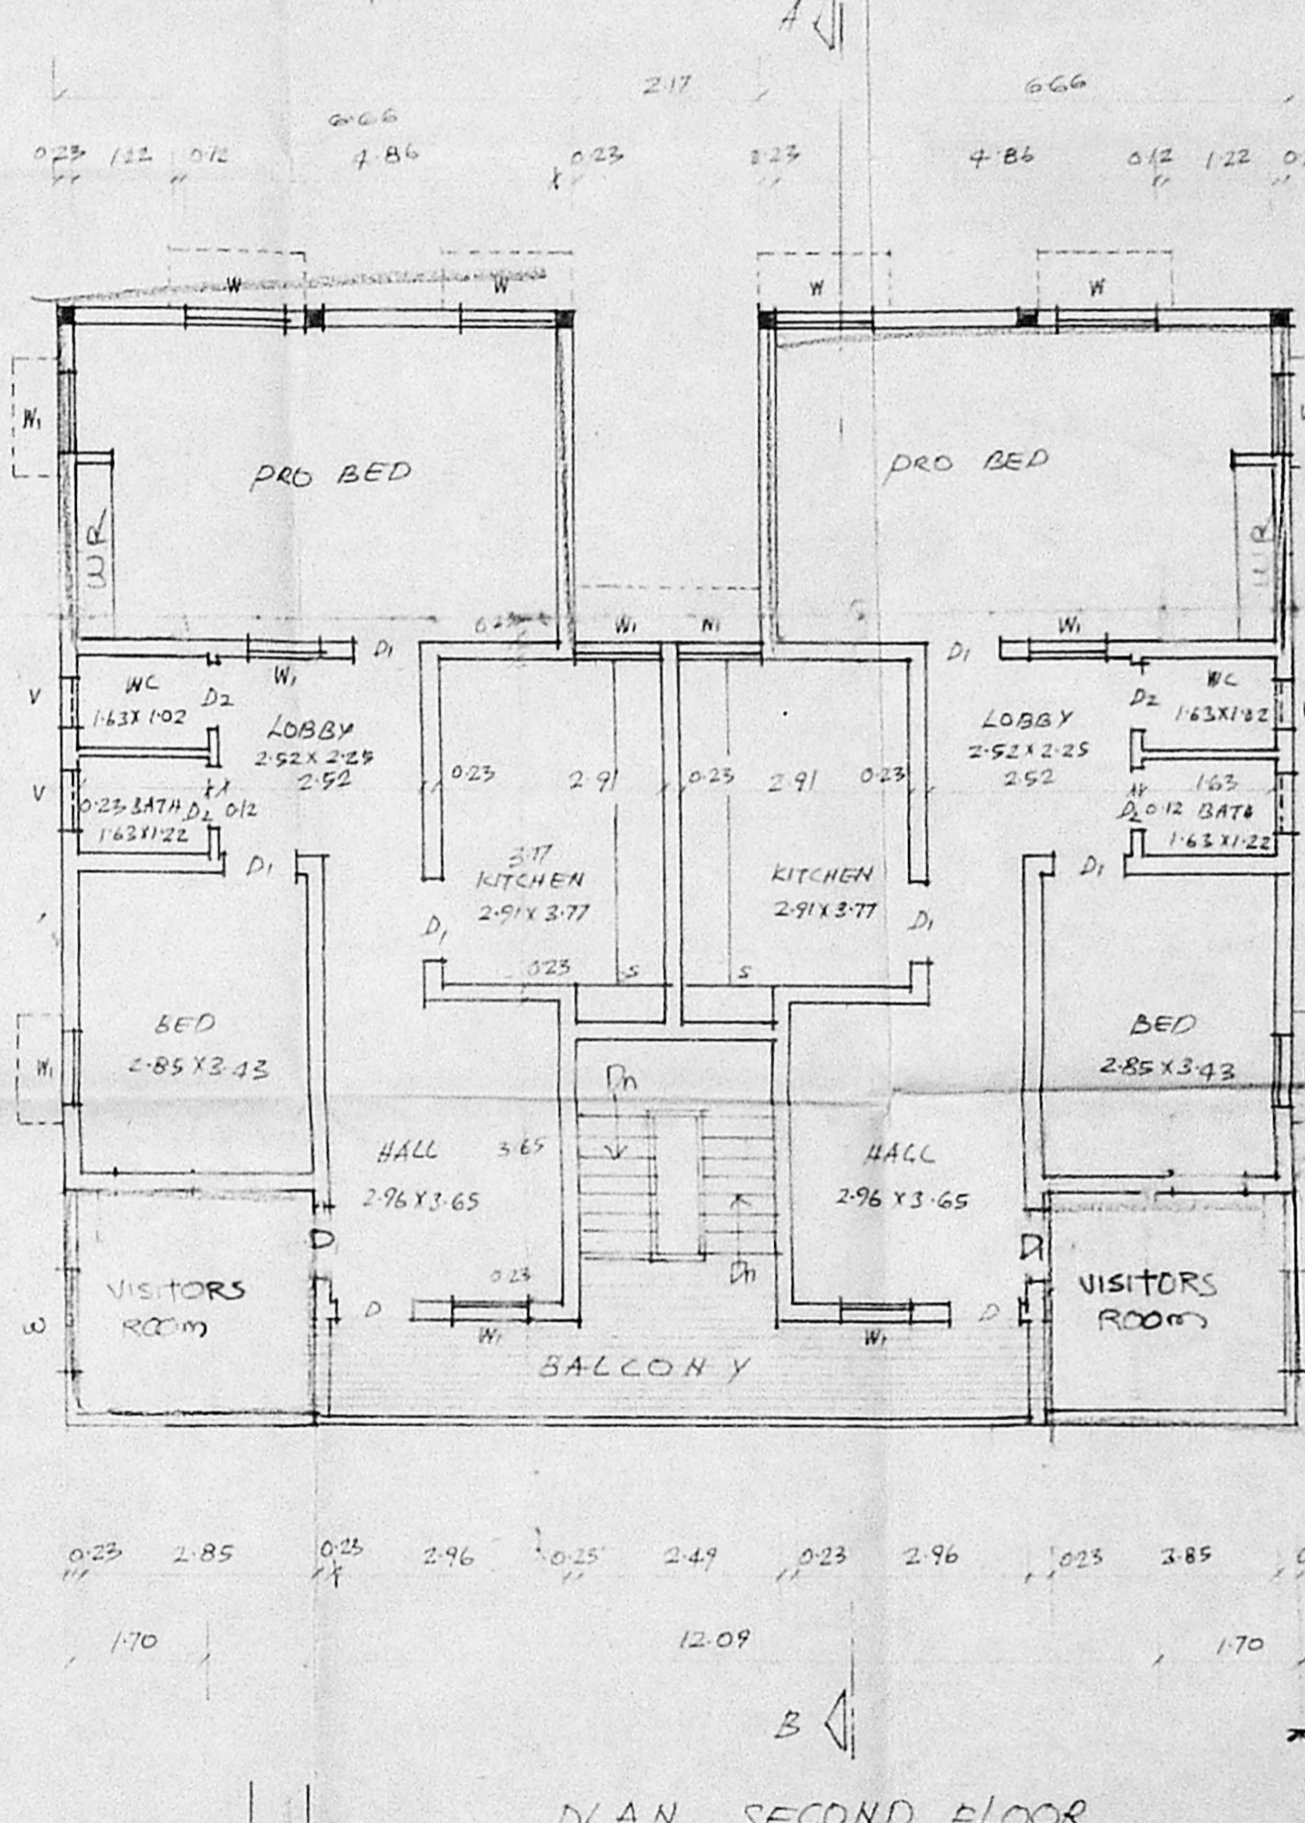 A
2.17 6.66
6.66
0.23 1.22 0.12 4.86 0.23 0.23 4.86 0.12 1.22
W W W W
W1
PRO BED PRO BED
WR WR
0.23
W1 W1 W1
D1 D1
W1
V WC D2 D2 WC
1.63X1.02 1.63X1.02
LOBBY LOBBY
2.52X2.25 2.52X2.25
2.52 0.23 2.91 0.23 2.91 0.23 2.52 1.63
V 0.23 BATH D2 0.12 D2 0.12 BATH
1.63X1.22 1.63X1.22
D1 D1
3.77
KITCHEN KITCHEN
2.91X3.77 2.91X3.77
D1 D1
0.23 S S
BED BED
2.85X3.43 2.85X3.43
W1
Dn
HALL 3.65 HALL
2.96X3.65 2.96X3.65
D D1
0.23 Dn
VISITORS VISITORS
ROOM ROOM
W
D D
W1 W1
BALCONY
0.23 2.85 0.23 2.96 2.49 0.23 2.96 0.23
1.70 12.09 1.70
B
PLAN SECOND FLOOR